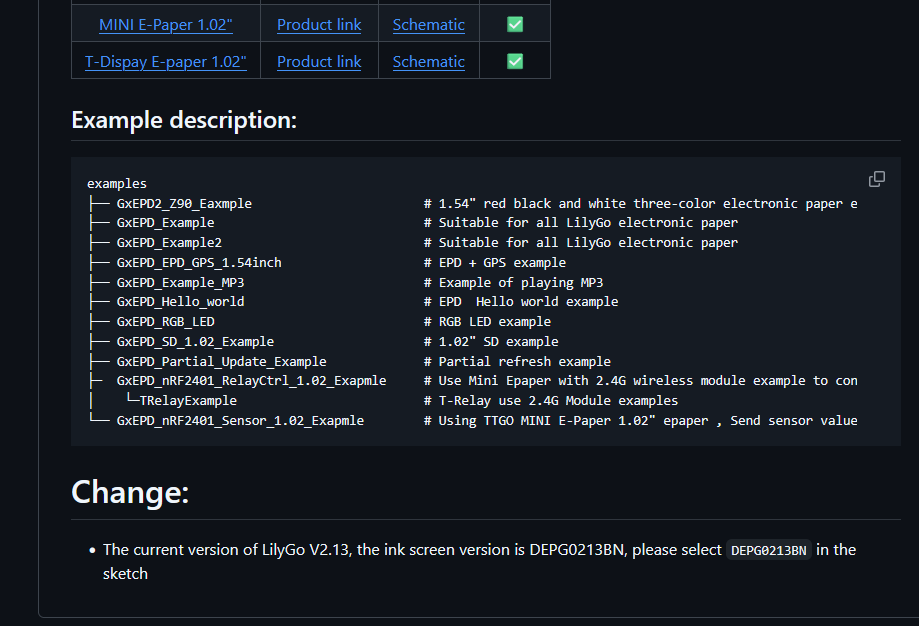 MINI E-Paper 1.02" Product link Schematic ✅
T-Dispay E-paper 1.02" Product link Schematic ✅
Example description:
examples
├── GxEPD2_Z90_Eaxmple # 1.54" red black and white three-color electronic paper e
├── GxEPD_Example # Suitable for all LilyGo electronic paper
├── GxEPD_Example2 # Suitable for all LilyGo electronic paper
├── GxEPD_EPD_GPS_1.54inch # EPD + GPS example
├── GxEPD_Example_MP3 # Example of playing MP3
├── GxEPD_Hello_world # EPD  Hello world example
├── GxEPD_RGB_LED # RGB LED example
├── GxEPD_SD_1.02_Example # 1.02" SD example
├── GxEPD_Partial_Update_Example # Partial refresh example
├─  GxEPD_nRF2401_RelayCtrl_1.02_Exapmle # Use Mini Epaper with 2.4G wireless module example to con
│    └─TRelayExample # T-Relay use 2.4G Module examples
└── GxEPD_nRF2401_Sensor_1.02_Exapmle # Using TTGO MINI E-Paper 1.02" epaper , Send sensor value
Change:
• The current version of LilyGo V2.13, the ink screen version is DEPG0213BN, please select DEPG0213BN in the
sketch